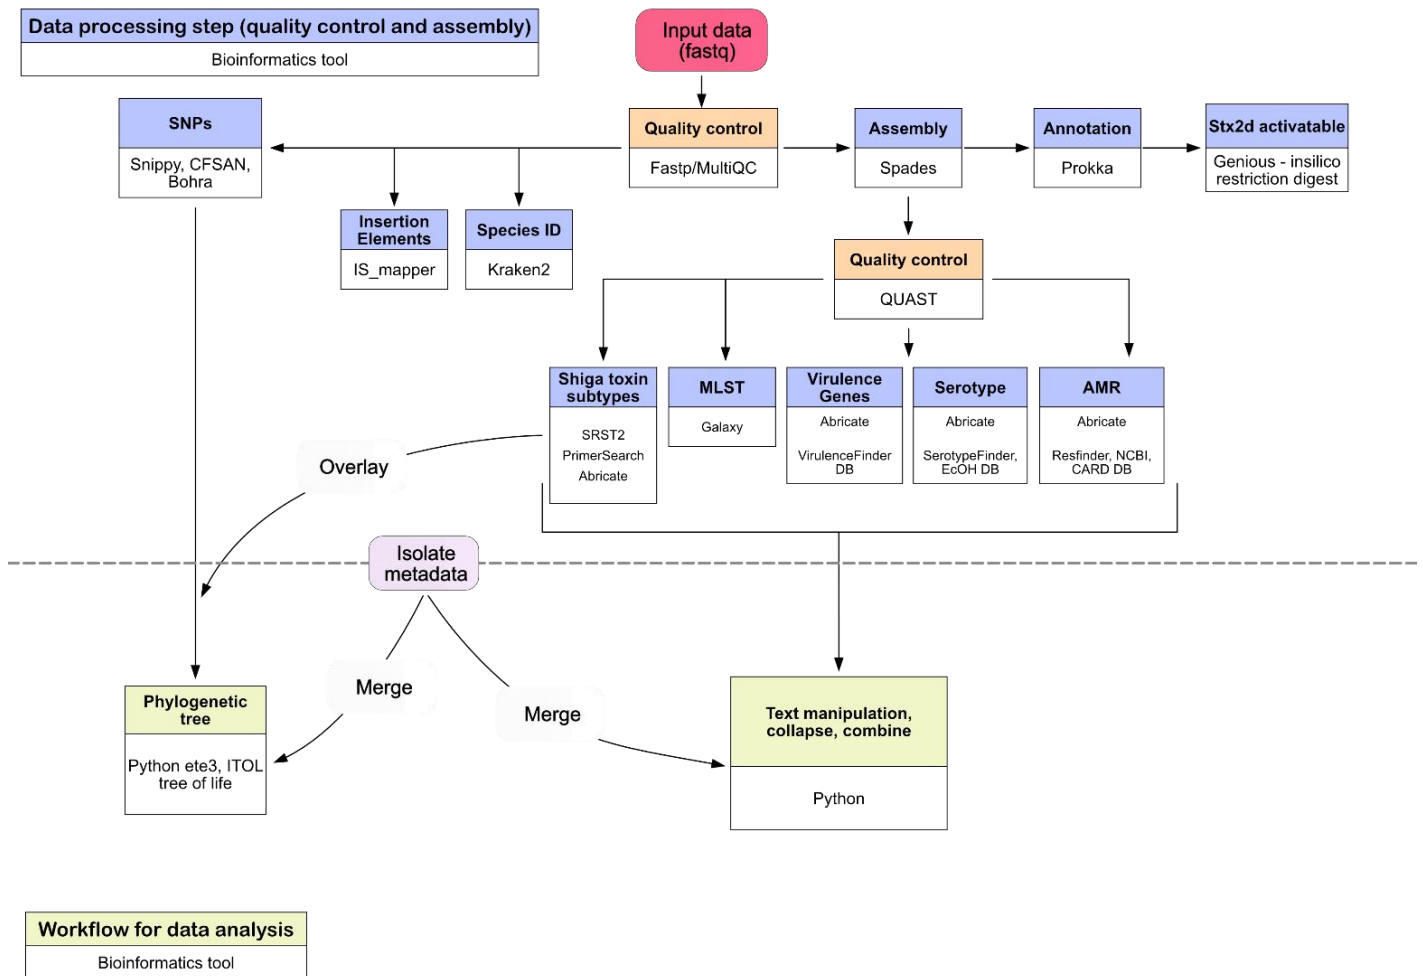 Data processing step (quality control and assembly)
Bioinformatics tool
Input data
(fastq)
SNPs
Snippy, CFSAN,
Bohra
Quality control
Fastp/MultiQC
Assembly
Spades
Annotation
Prokka
Stx2d activatable
Genious - insilico
restriction digest
Insertion
Elements
IS_mapper
Species ID
Kraken2
Quality control
QUAST
Shiga toxin
subtypes
SRST2
PrimerSearch
Abricate
MLST
Galaxy
Virulence
Genes
Abricate
VirulenceFinder
DB
Serotype
Abricate
SerotypeFinder,
EcOH DB
AMR
Abricate
Resfinder, NCBI,
CARD DB
Overlay
Isolate
metadata
Merge
Merge
Phylogenetic
tree
Python ete3, ITOL
tree of life
Text manipulation,
collapse, combine
Python
Workflow for data analysis
Bioinformatics tool